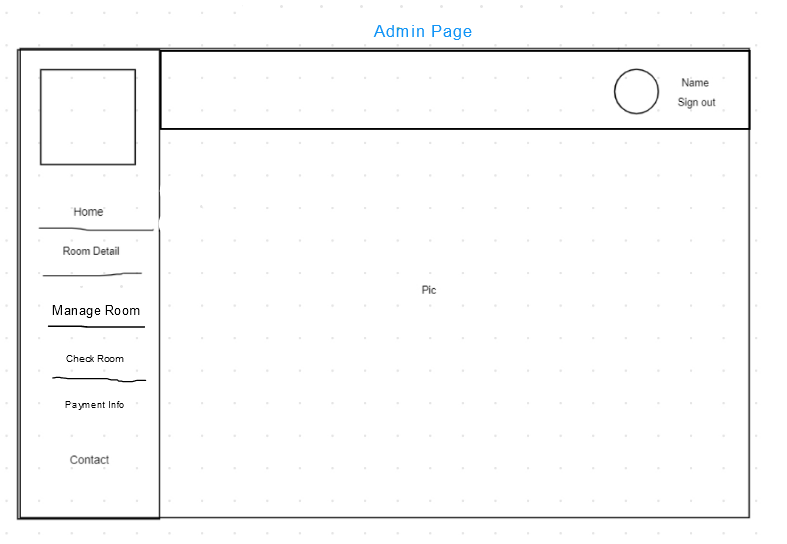 Admin Page
Name
Sign out
Home
Room Detail
Manage Room
Check Room
Payment Info
Contact
Pic